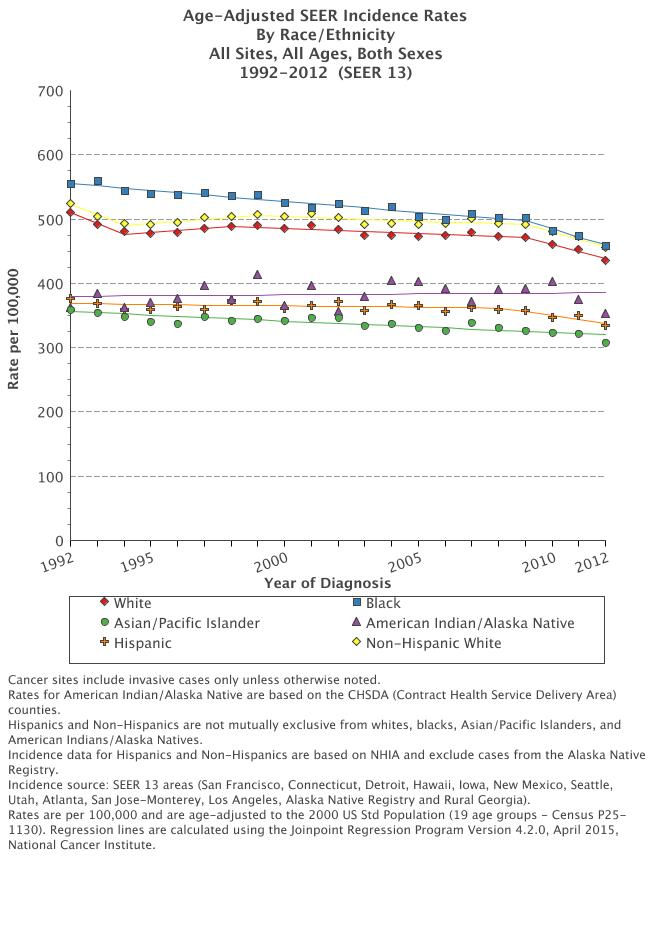 Age-Adjusted SEER Incidence Rates
By Race/Ethnicity
All Sites, All Ages, Both Sexes
1992-2012 (SEER 13)
700
600
500
400
300
200
100
0
Rate per 100,000
1992
1995
2000
2005
2010
2012
Year of Diagnosis
White
Black
Asian/Pacific Islander
American Indian/Alaska Native
Hispanic
Non-Hispanic White
Cancer sites include invasive cases only unless otherwise noted.
Rates for American Indian/Alaska Native are based on the CHSDA (Contract Health Service Delivery Area)
counties.
Hispanics and Non-Hispanics are not mutually exclusive from whites, blacks, Asian/Pacific Islanders, and
American Indians/Alaska Natives.
Incidence data for Hispanics and Non-Hispanics are based on NHIA and exclude cases from the Alaska Native
Registry.
Incidence source: SEER 13 areas (San Francisco, Connecticut, Detroit, Hawaii, Iowa, New Mexico, Seattle,
Utah, Atlanta, San Jose-Monterey, Los Angeles, Alaska Native Registry and Rural Georgia).
Rates are per 100,000 and are age-adjusted to the 2000 US Std Population (19 age groups - Census P25-
1130). Regression lines are calculated using the Joinpoint Regression Program Version 4.2.0, April 2015,
National Cancer Institute.